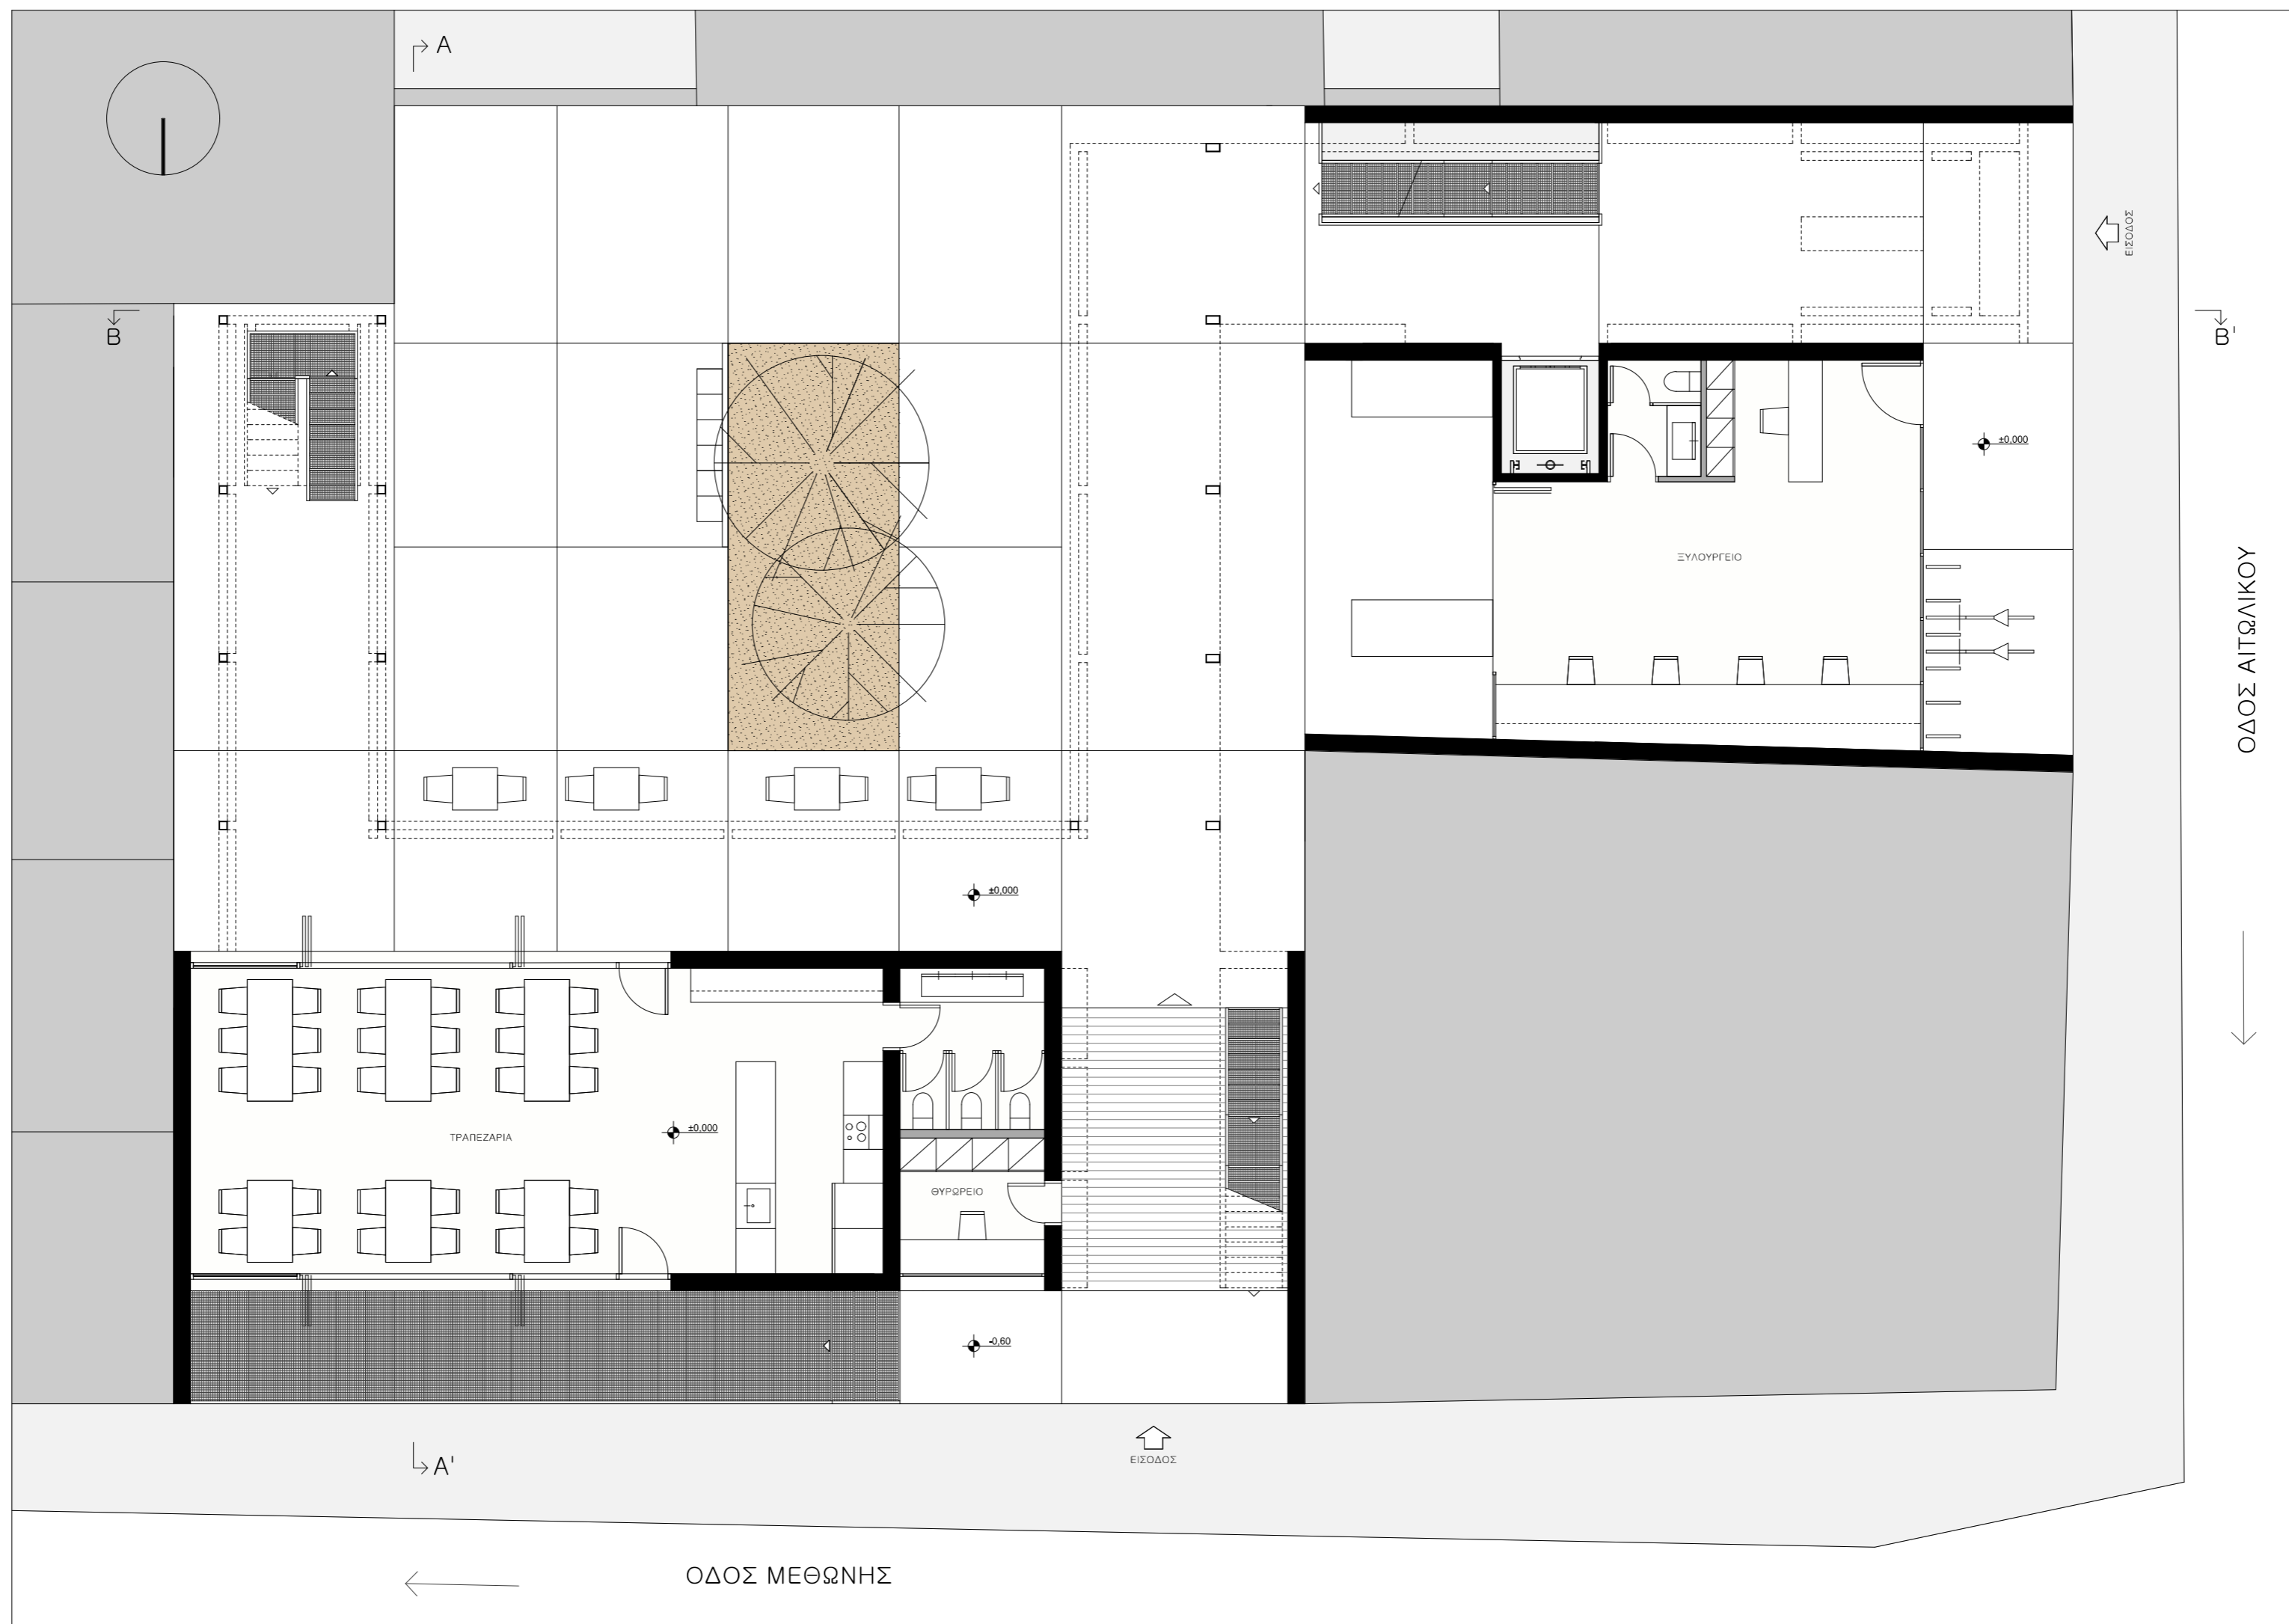 A
ΕΙΣΟΔΟΣ
B
B'
±0,000
ΞΥΛΟΥΡΓΕΙΟ
ΟΔΟΣ ΑΙΤΩΛΙΚΟΥ
±0,000
±0,000
ΤΡΑΠΕΖΑΡΙΑ
ΘΥΡΩΡΕΙΟ
-0,60
A'
ΕΙΣΟΔΟΣ
ΟΔΟΣ ΜΕΘΩΝΗΣ